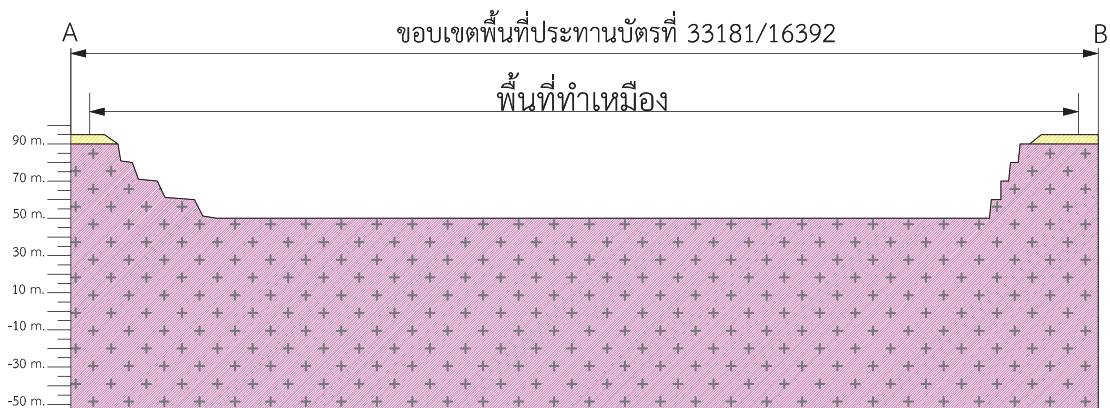 A
ขอบเขตพื้นที่ประทานบัตรที่ 33181/16392
B
พื้นที่ทำเหมือง
90 m.
70 m.
50 m.
30 m.
10 m.
-10 m.
-30 m.
-50 m.